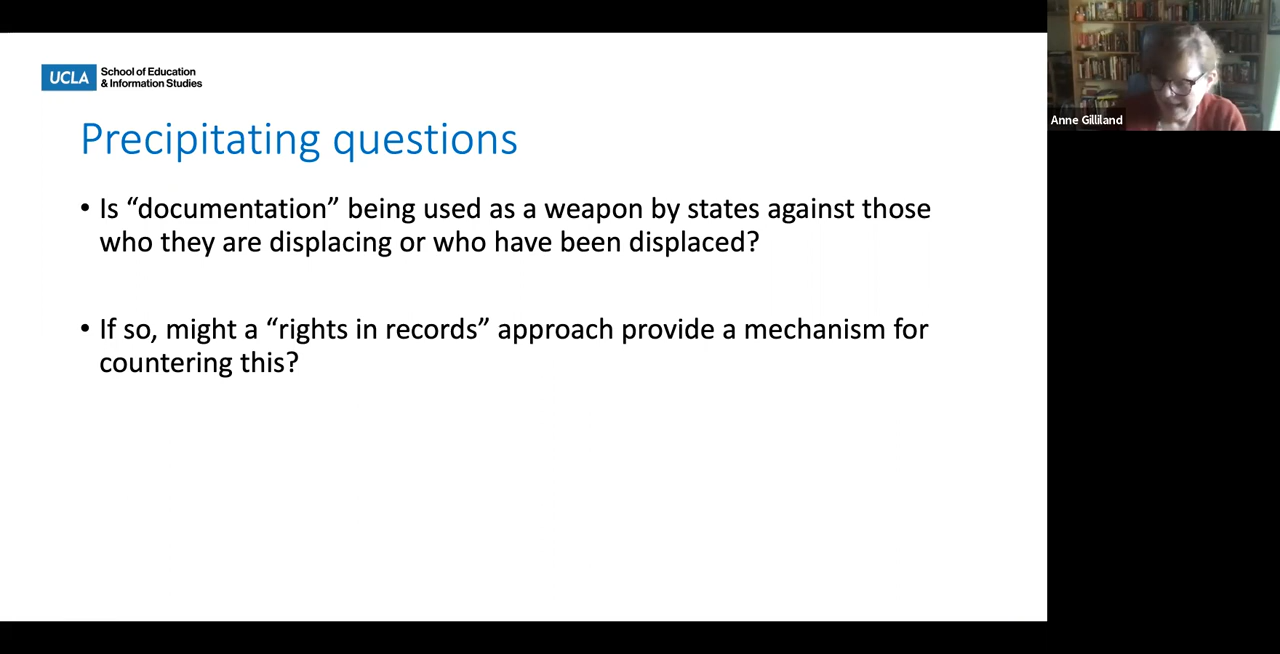 UCLA School of Education
& Information Studies
Precipitating questions
• Is “documentation” being used as a weapon by states against those
who they are displacing or who have been displaced?
• If so, might a “rights in records” approach provide a mechanism for
countering this?
Anne Gilliland